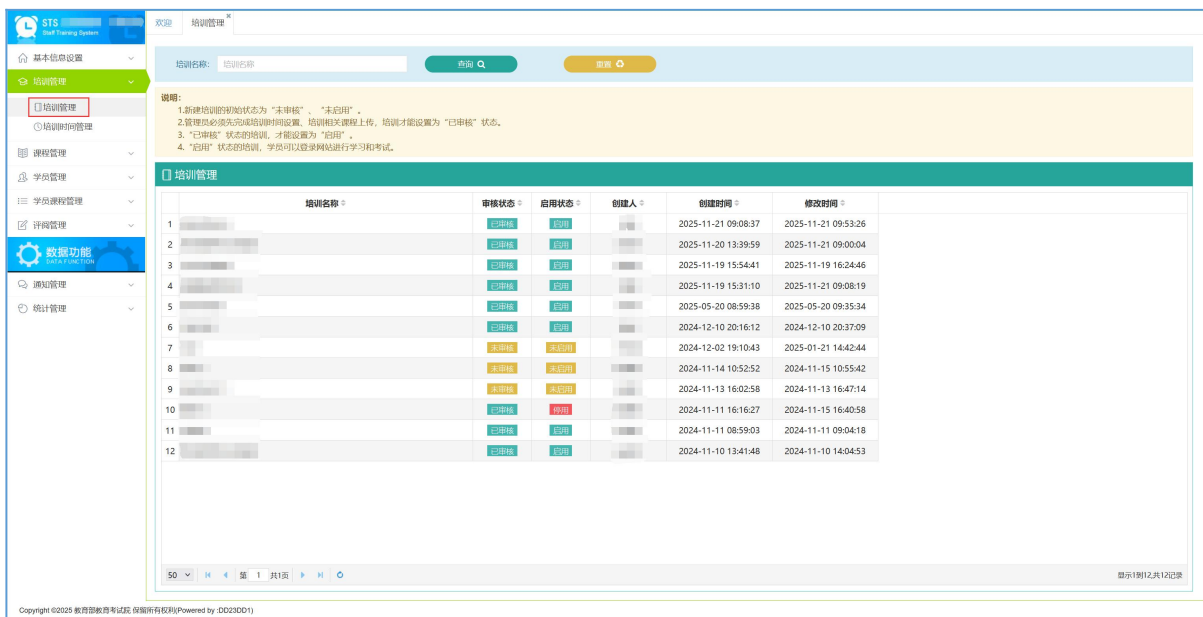 STS
Staff Training System
欢迎 培训管理
基本信息设置
培训管理
培训管理
培训时间管理
课程管理
学员管理
学员课程管理
评阅管理
数据功能
DATA FUNCTION
通知管理
统计管理
培训名称: 培训名称 查询 重置
说明:
1.新建培训的初始状态为“未审核”、“未启用”。
2.管理员必须先完成培训时间设置、培训相关课程上传，培训才能设置为“已审核”状态。
3.“已审核”状态的培训，才能设置为“启用”。
4.“启用”状态的培训，学员可以登录网站进行学习和考试。
培训管理
培训名称 审核状态 启用状态 创建人 创建时间 修改时间
1 已审核 启用 2025-11-21 09:08:37 2025-11-21 09:53:26
2 已审核 启用 2025-11-20 13:39:59 2025-11-21 09:00:04
3 已审核 启用 2025-11-19 15:54:41 2025-11-19 16:24:46
4 已审核 启用 2025-11-19 15:31:10 2025-11-21 09:08:19
5 已审核 启用 2025-05-20 08:59:38 2025-05-20 09:35:34
6 已审核 启用 2024-12-10 20:16:12 2024-12-10 20:37:09
7 未审核 未启用 2024-12-02 19:10:43 2025-01-21 14:42:44
8 未审核 未启用 2024-11-14 10:52:52 2024-11-15 10:55:42
9 未审核 未启用 2024-11-13 16:02:58 2024-11-13 16:47:14
10 已审核 停用 2024-11-11 16:16:27 2024-11-15 16:40:58
11 已审核 启用 2024-11-11 08:59:03 2024-11-11 09:04:18
12 已审核 启用 2024-11-10 13:41:48 2024-11-10 14:04:53
50 第 1 共1页 显示1到12,共12记录
Copyright ©2025 教育部教育考试院 保留所有权利(Powered by :DD23DD1)